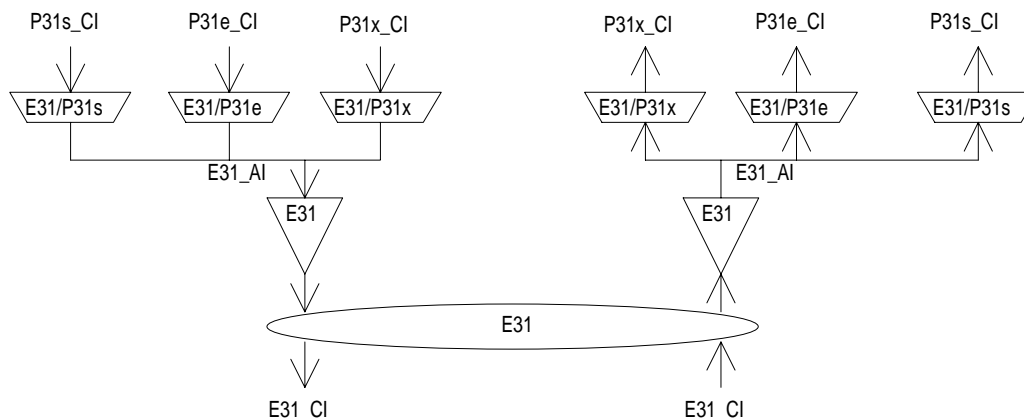 P31s_CI P31e_CI P31x_CI P31x_CI P31e_CI P31s_CI
E31/P31s E31/P31e E31/P31x E31/P31x E31/P31e E31/P31s
E31_AI E31_AI
E31 E31
E31
E31_CI E31_CI